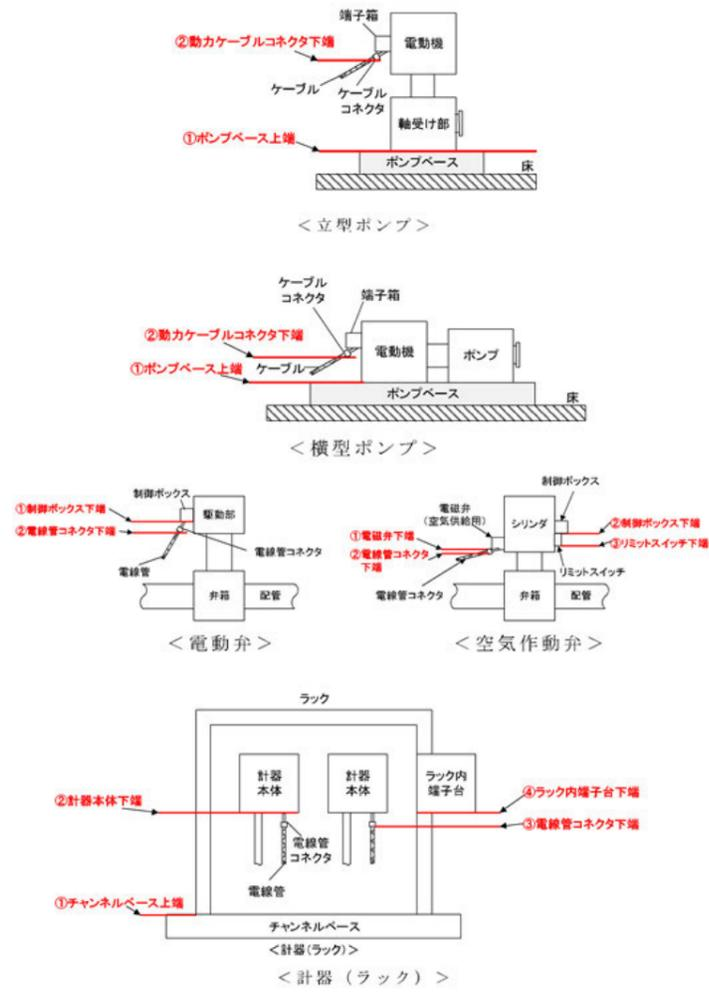 端子箱
②動力ケーブルコネクタ下端
電動機
ケーブル
ケーブル
コネクタ
軸受け部
①ポンプベース上端
ポンプベース
床
＜立型ポンプ＞
ケーブル
コネクタ
端子箱
②動力ケーブルコネクタ下端
電動機
ポンプ
①ポンプベース上端
ケーブル
ポンプベース
床
＜横型ポンプ＞
制御ボックス
①制御ボックス下端
駆動部
②電線管コネクタ下端
電線管コネクタ
電線管
弁箱
配管
＜電動弁＞
制御ボックス
電磁弁
(空気供給用)
シリンダ
②制御ボックス下端
①電磁弁下端
③リミットスイッチ下端
②電線管コネクタ
下端
リミットスイッチ
電線管コネクタ
弁箱
配管
＜空気作動弁＞
ラック
計器
本体
計器
本体
ラック内
端子台
②計器本体下端
④ラック内端子台下端
③電線管コネクタ下端
電線管
コネクタ
電線管
①チャンネルベース上端
チャンネルベース
＜計器(ラック)＞
＜計器（ラック）＞